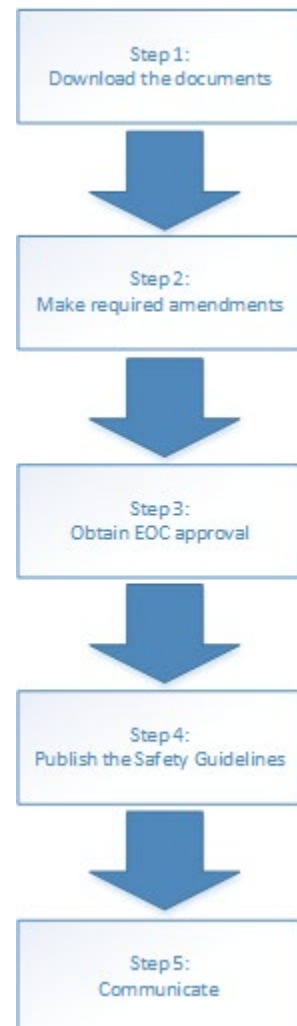 Step 1:
Download the documents
Step 2:
Make required amendments
Step 3:
Obtain EOC approval
Step 4:
Publish the Safety Guidelines
Step 5:
Communicate